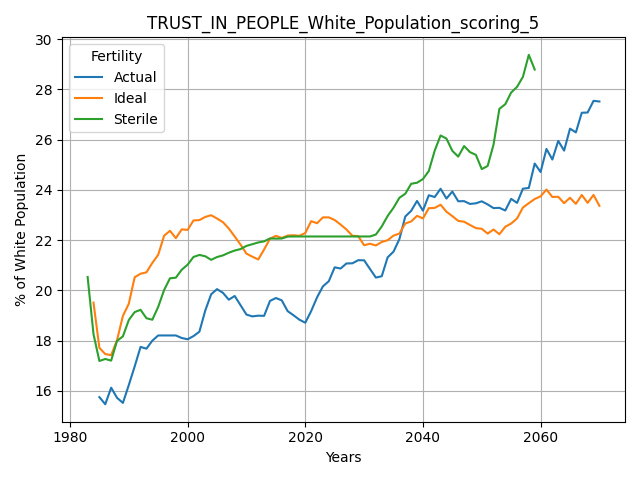 TRUST_IN_PEOPLE_White_Population_scoring_5
% of White Population
30
28
26
24
22
20
18
16
Fertility
Actual
Ideal
Sterile
1980 2000 2020 2040 2060
Years